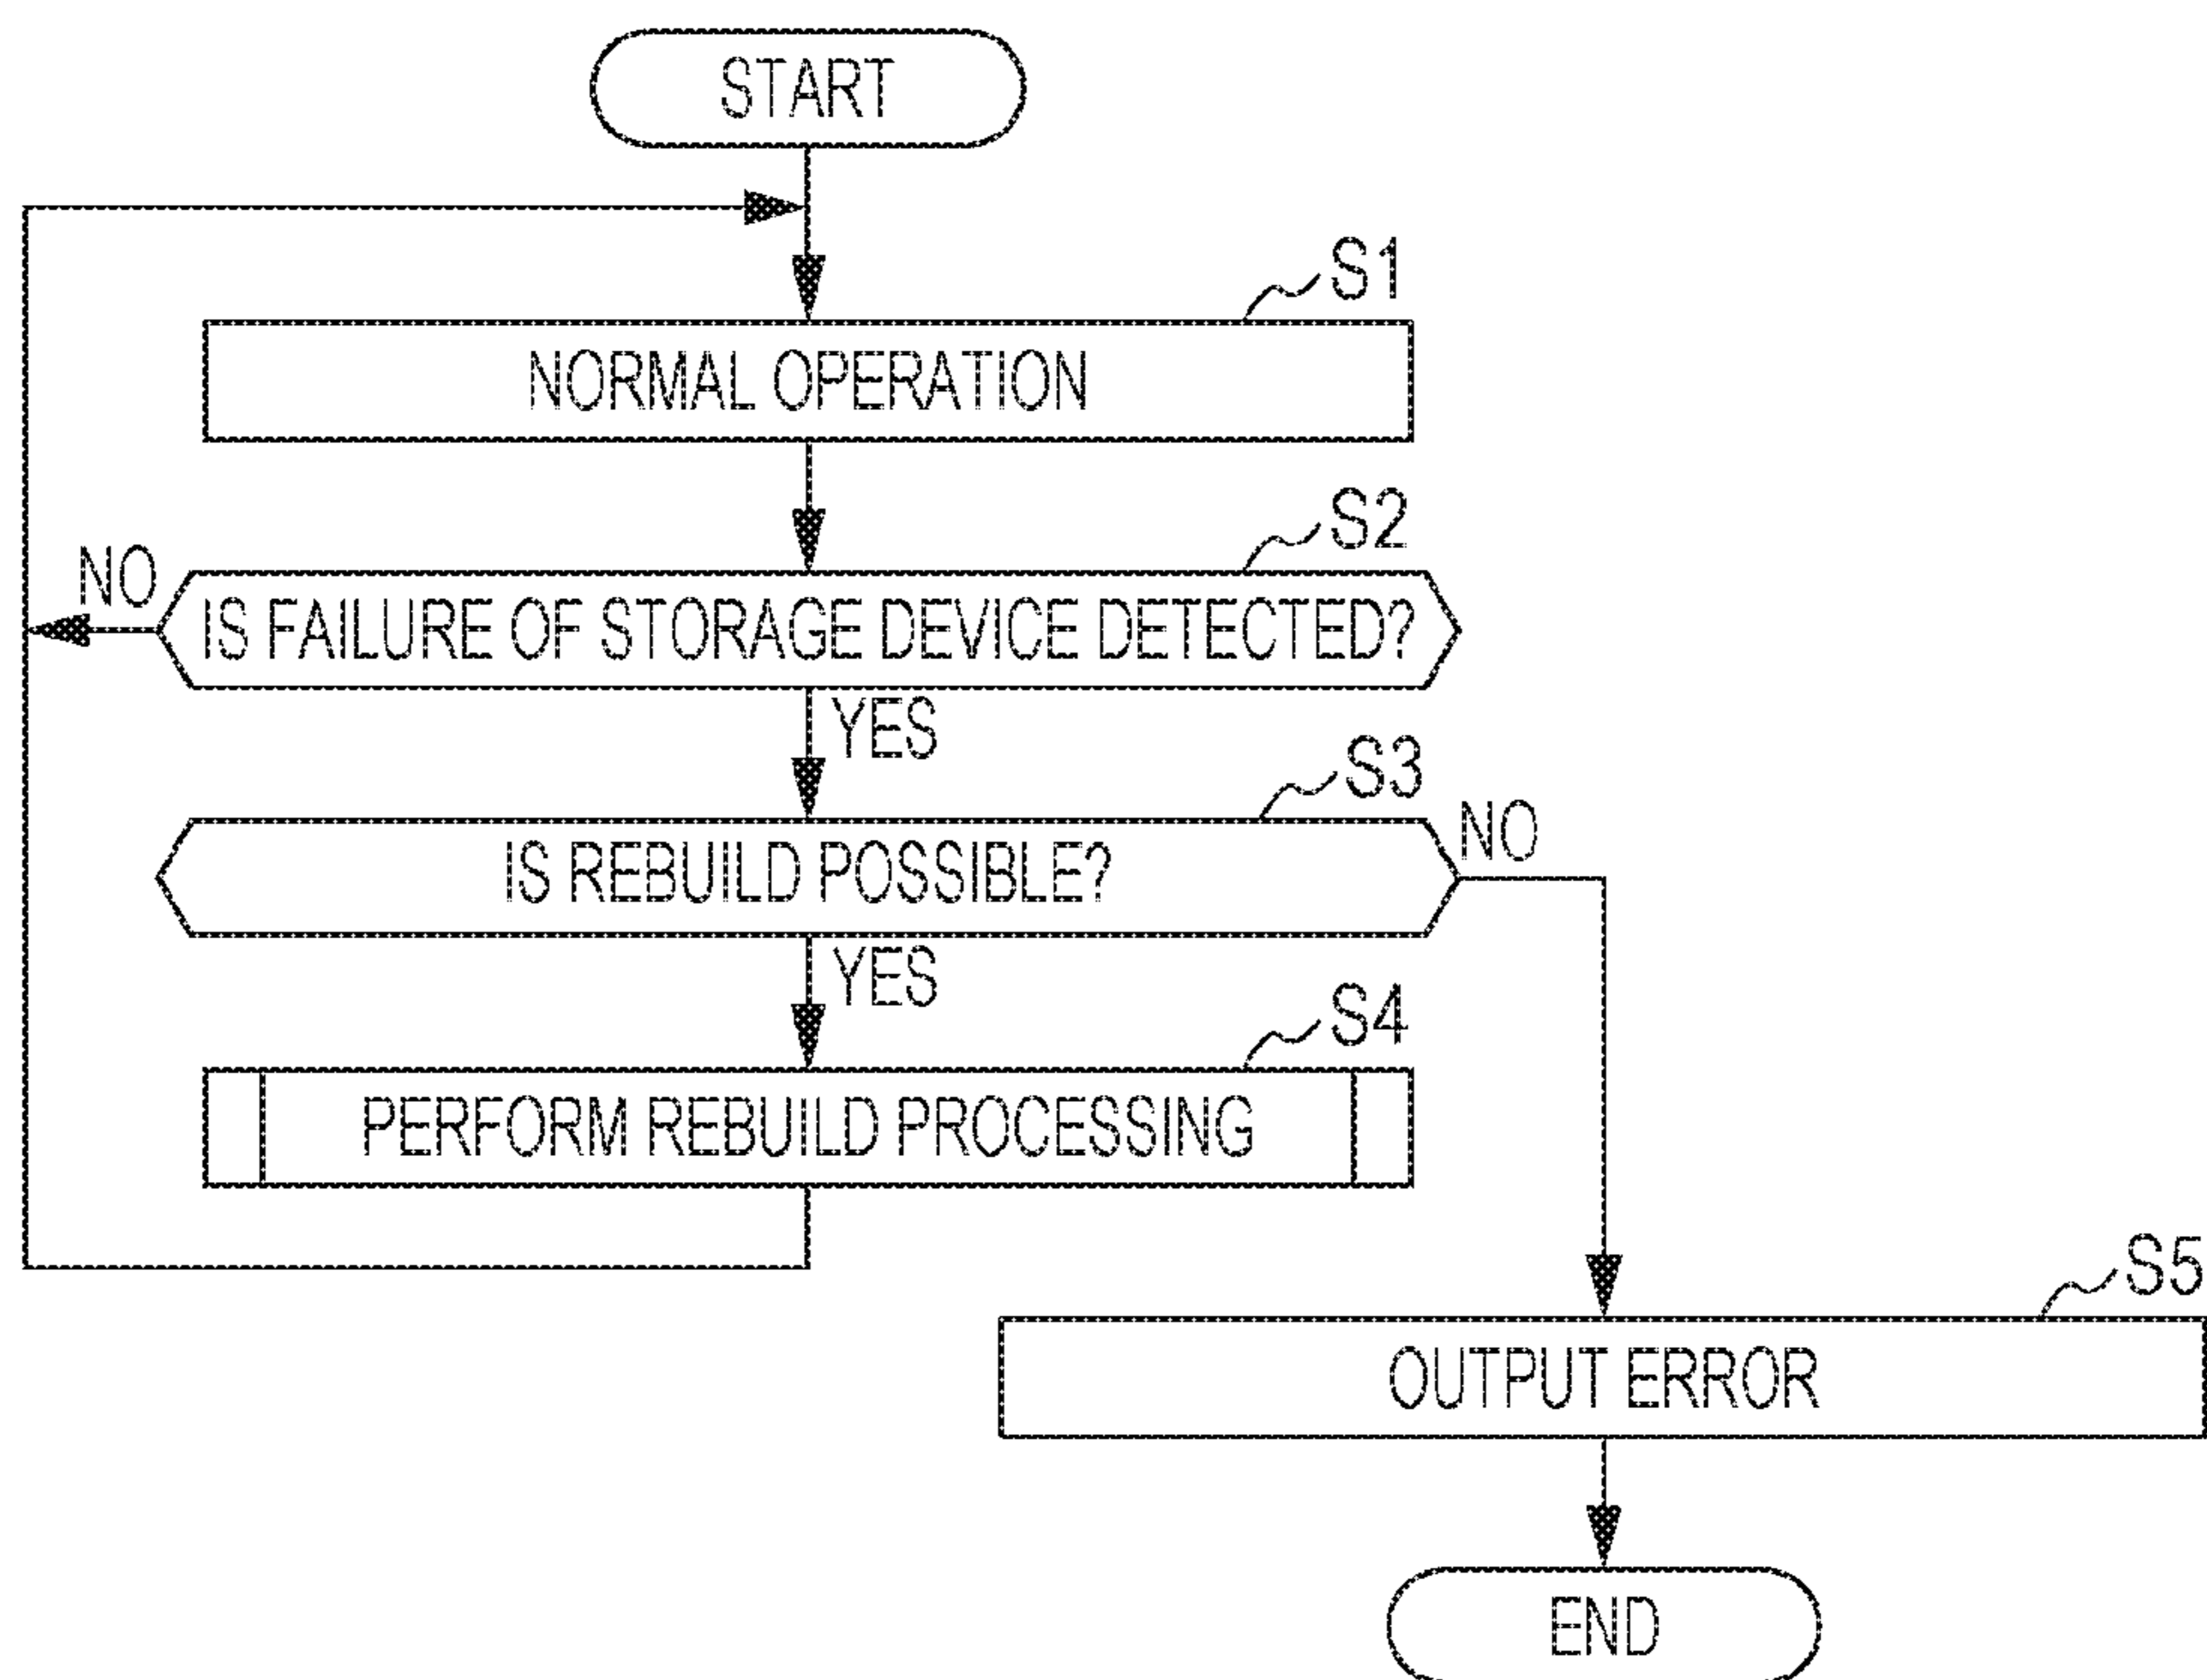 START
S1
NORMAL OPERATION
S2
NO
IS FAILURE OF STORAGE DEVICE DETECTED?
YES
S3
NO
IS REBUILD POSSIBLE?
YES
S4
PERFORM REBUILD PROCESSING
S5
OUTPUT ERROR
END